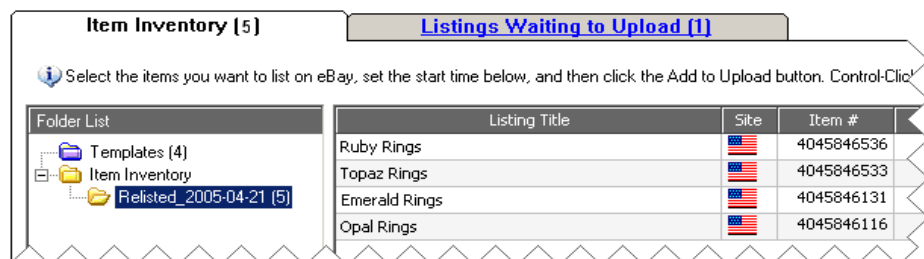 Item Inventory (5)
Listings Waiting to Upload (1)
Select the items you want to list on eBay, set the start time below, and then click the Add to Upload button. Control-Clic
Folder List
Templates (4)
Item Inventory
Relisted_2005-04-21 (5)
Listing Title Site Item #
Ruby Rings 4045846536
Topaz Rings 4045846533
Emerald Rings 4045846131
Opal Rings 4045846116